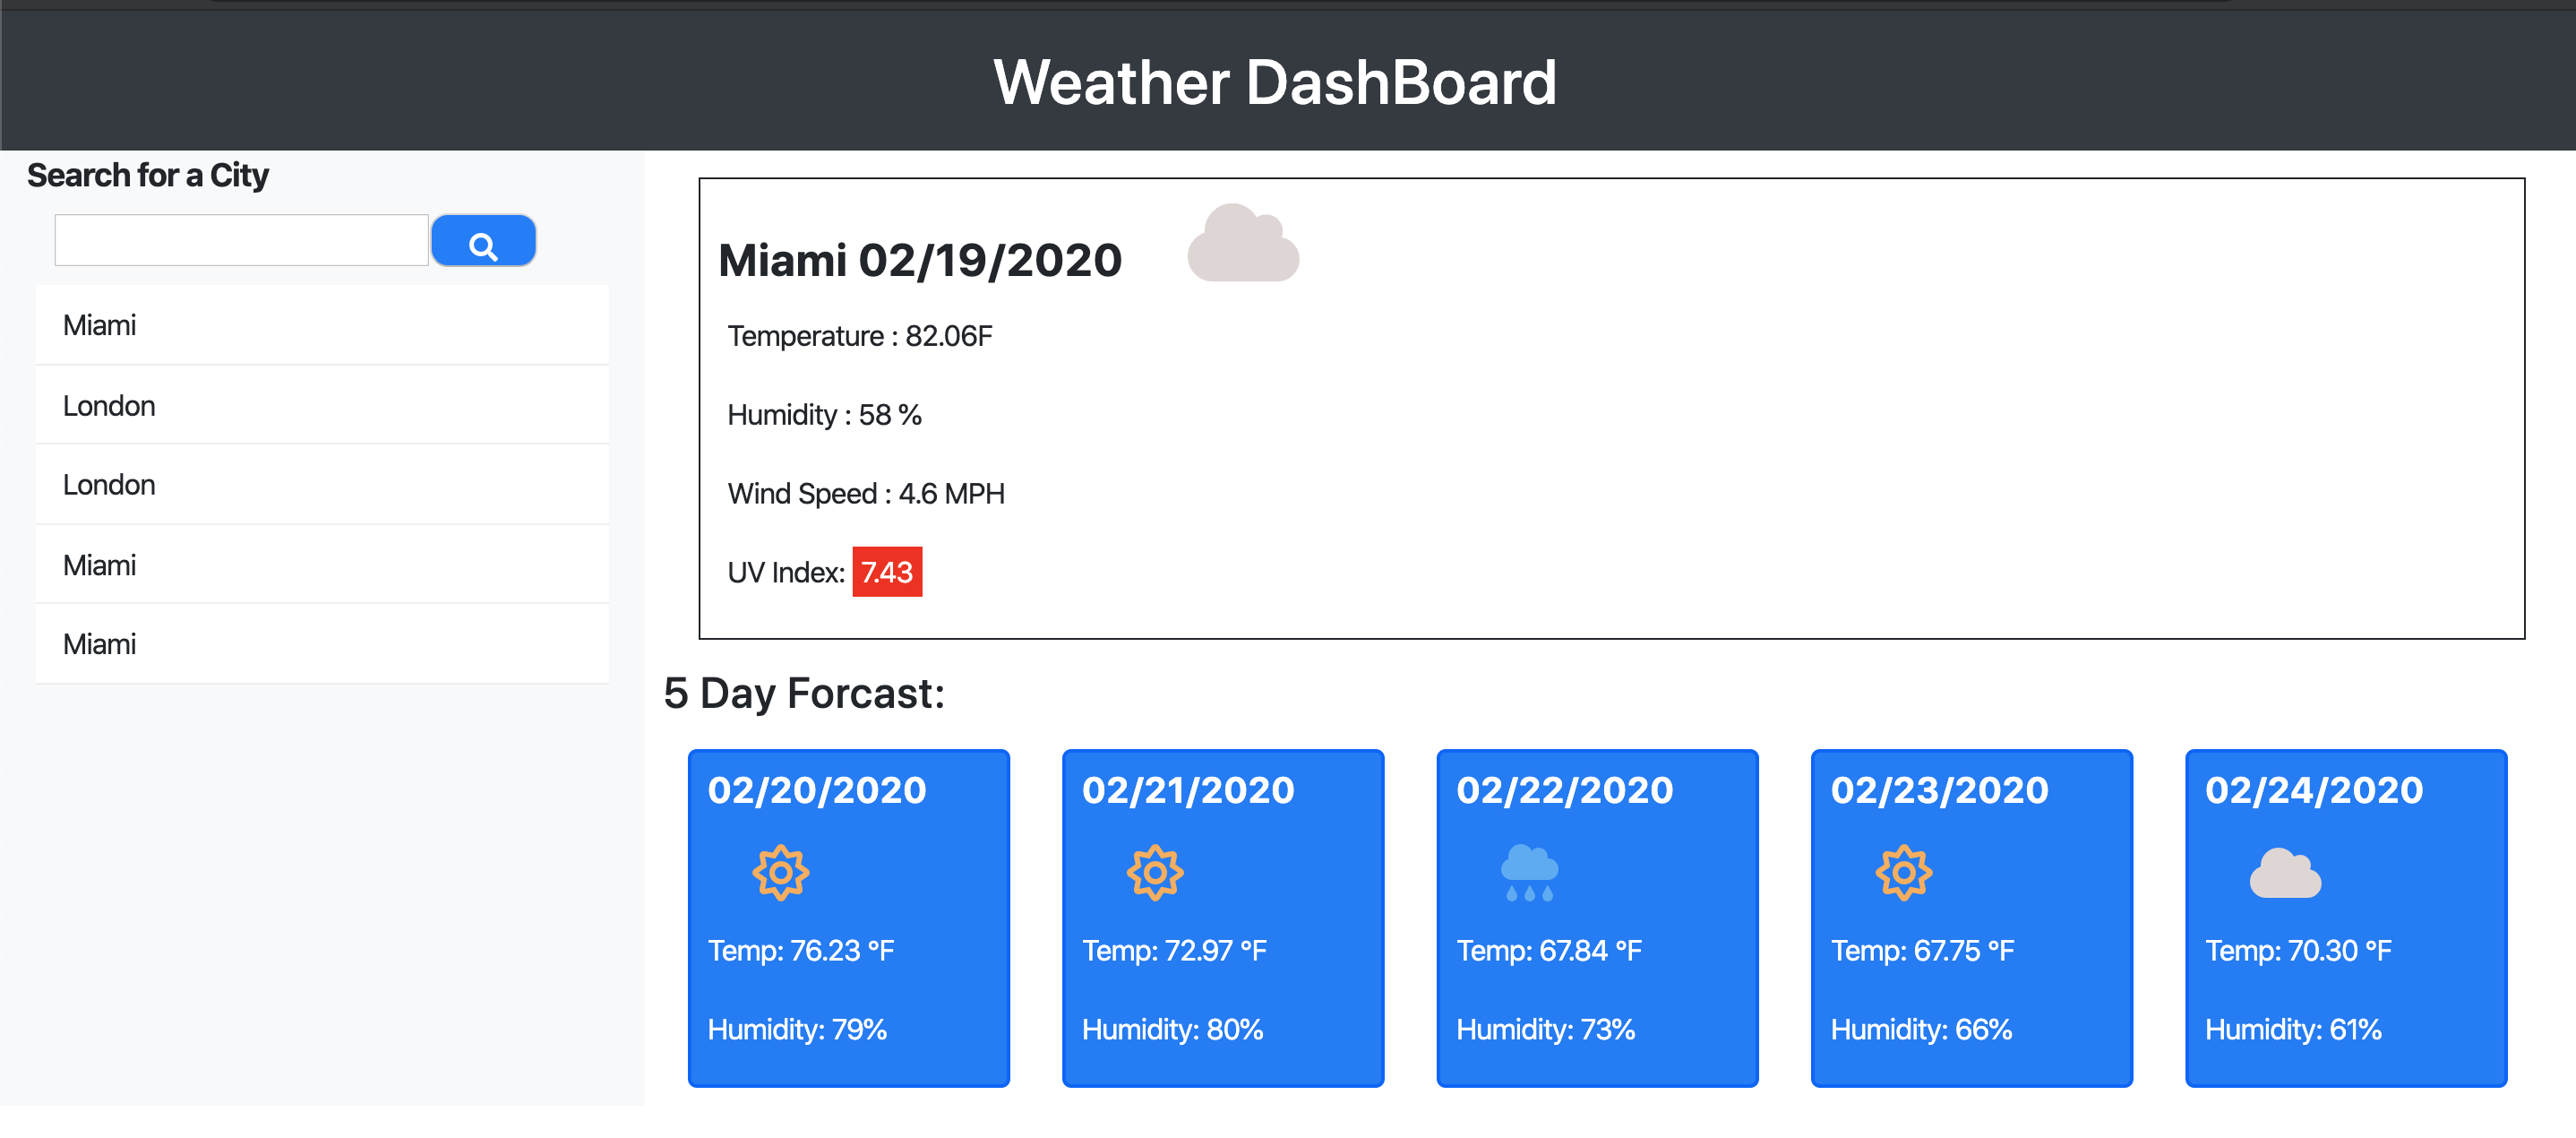 Weather DashBoard
Search for a City
Miami
London
London
Miami
Miami
Miami 02/19/2020
Temperature : 82.06F
Humidity : 58 %
Wind Speed : 4.6 MPH
UV Index: 7.43
5 Day Forcast:
02/20/2020
Temp: 76.23 °F
Humidity: 79%
02/21/2020
Temp: 72.97 °F
Humidity: 80%
02/22/2020
Temp: 67.84 °F
Humidity: 73%
02/23/2020
Temp: 67.75 °F
Humidity: 66%
02/24/2020
Temp: 70.30 °F
Humidity: 61%